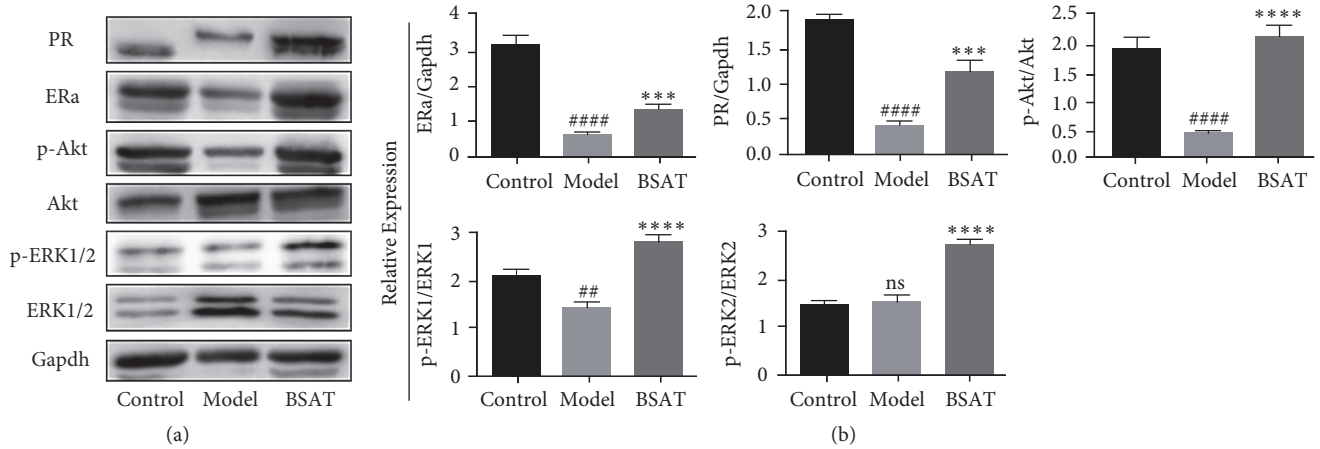 PR
ERa
p-Akt
Akt
p-ERK1/2
ERK1/2
Gapdh
Control Model BSAT
(a)
Relative Expression
4
3
2
1
0
ERa/Gapdh
####
***
Control Model BSAT
2.0
1.5
1.0
0.5
0.0
PR/Gapdh
####
***
Control Model BSAT
2.5
2.0
1.5
1.0
0.5
0.0
p-Akt/Akt
####
****
Control Model BSAT
3
2
1
0
p-ERK1/ERK1
##
****
Control Model BSAT
3
2
1
0
p-ERK2/ERK2
ns
****
Control Model BSAT
(b)